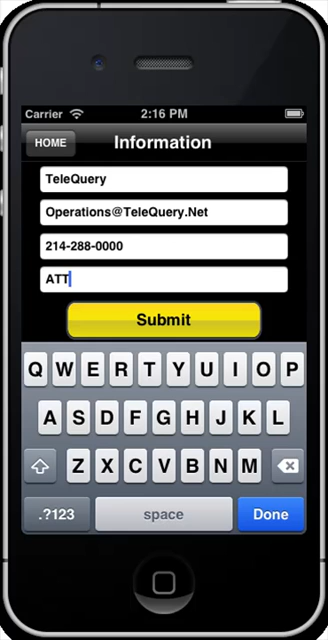 Carrier 2:16 PM
HOME Information
TeleQuery
Operations@TeleQuery.Net
214-288-0000
ATT
Submit
Q W E R T Y U I O P
A S D F G H J K L
Z X C V B N M
.?123 space Done